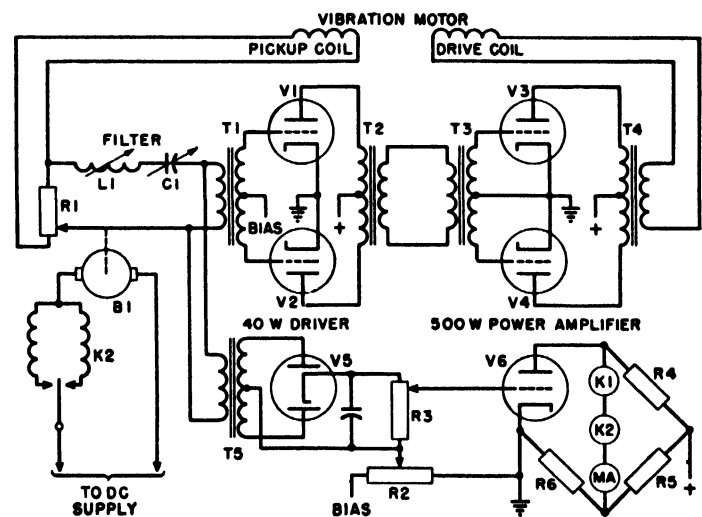 VIBRATION MOTOR
PICKUP COIL
DRIVE COIL
V1
V3
T1
T2
T3
T4
FILTER
L1
C1
R1
BIAS
+
+
V2
V4
B1
40 W DRIVER
500 W POWER AMPLIFIER
K2
V5
V6
K1
R4
R3
K2
T5
R6
MA
R5
+
R2
TO DC
SUPPLY
BIAS